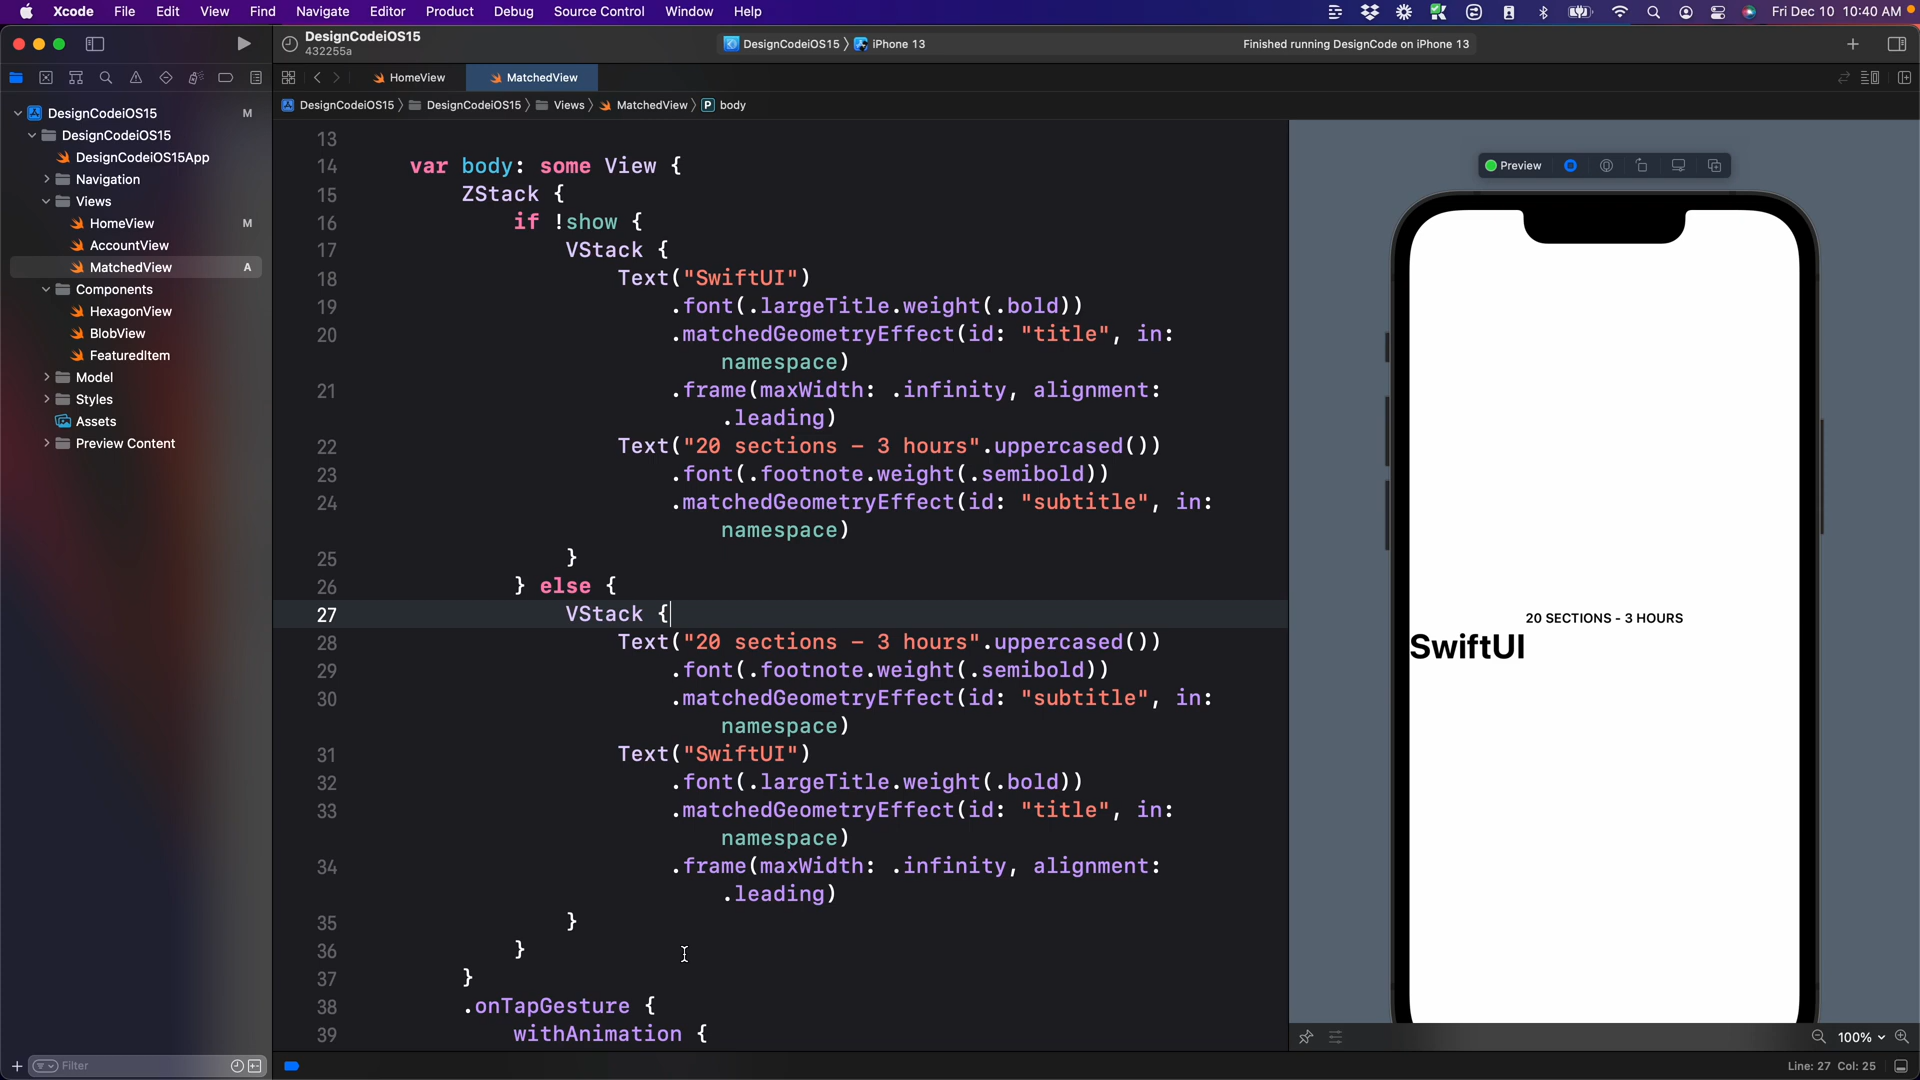 Xcode File Edit View Find Navigate Editor Product Debug Source Control Window Help Fri Dec 10 10:40 AM
DesignCodeiOS15
432255a
DesignCodeiOS15 〉 iPhone 13
Finished running DesignCode on iPhone 13
HomeView
MatchedView
DesignCodeiOS15 〉 DesignCodeiOS15 〉 Views 〉 MatchedView 〉 P body
DesignCodeiOS15 M
DesignCodeiOS15
DesignCodeiOS15App
Navigation
Views
HomeView M
AccountView
MatchedView A
Components
HexagonView
BlobView
FeaturedItem
Model
Styles
Assets
Preview Content
Filter
13
14 var body: some View {
15 ZStack {
16 if !show {
17 VStack {
18 Text("SwiftUI")
19 .font(.largeTitle.weight(.bold))
20 .matchedGeometryEffect(id: "title", in:
namespace)
21 .frame(maxWidth: .infinity, alignment:
.leading)
22 Text("20 sections - 3 hours".uppercased())
23 .font(.footnote.weight(.semibold))
24 .matchedGeometryEffect(id: "subtitle", in:
namespace)
25 }
26 } else {
27 VStack {
28 Text("20 sections - 3 hours".uppercased())
29 .font(.footnote.weight(.semibold))
30 .matchedGeometryEffect(id: "subtitle", in:
namespace)
31 Text("SwiftUI")
32 .font(.largeTitle.weight(.bold))
33 .matchedGeometryEffect(id: "title", in:
namespace)
34 .frame(maxWidth: .infinity, alignment:
.leading)
35 }
36 }
37 }
38 .onTapGesture {
39 withAnimation {
Preview
20 SECTIONS - 3 HOURS
SwiftUI
100%
Line: 27 Col: 25